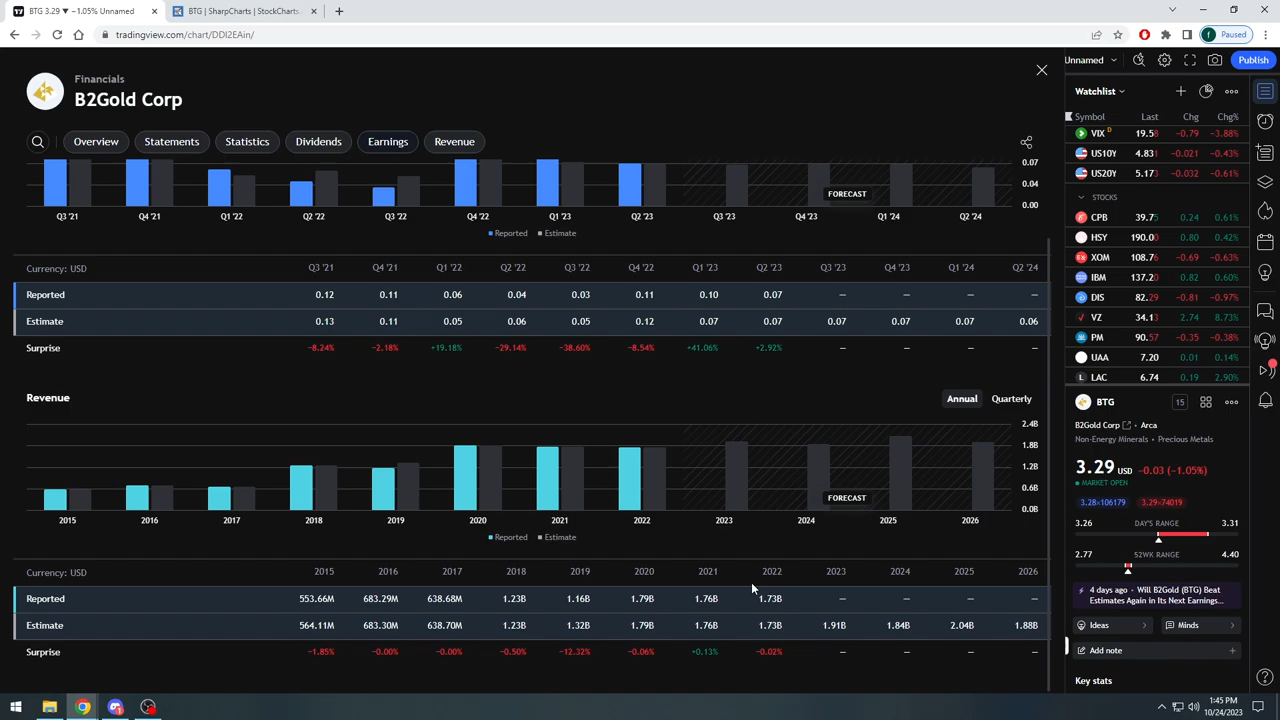 BTG 3.29 ▼ −1.05% Unnamed
BTG | SharpCharts | StockCharts.
tradingview.com/chart/DDI2EAin/
Paused
Financials
B2Gold Corp
Overview Statements Statistics Dividends Earnings Revenue
0.07
0.04
0.00
FORECAST
Q3 '21 Q4 '21 Q1 '22 Q2 '22 Q3 '22 Q4 '22 Q1 '23 Q2 '23 Q3 '23 Q4 '23 Q1 '24 Q2 '24
Reported Estimate
Currency: USD Q3 '21 Q4 '21 Q1 '22 Q2 '22 Q3 '22 Q4 '22 Q1 '23 Q2 '23 Q3 '23 Q4 '23 Q1 '24 Q2 '24
Reported 0.12 0.11 0.06 0.04 0.03 0.11 0.10 0.07 — — — —
Estimate 0.13 0.11 0.05 0.06 0.05 0.12 0.07 0.07 0.07 0.07 0.07 0.06
Surprise −8.24% −2.18% +19.18% −29.14% −38.60% −8.54% +41.06% +2.92% — — — —
Revenue Annual Quarterly
2.4B
1.8B
1.2B
0.6B
0.0B
FORECAST
2015 2016 2017 2018 2019 2020 2021 2022 2023 2024 2025 2026
Reported Estimate
Currency: USD 2015 2016 2017 2018 2019 2020 2021 2022 2023 2024 2025 2026
Reported 553.66M 683.29M 638.68M 1.23B 1.16B 1.79B 1.76B 1.73B — — — —
Estimate 564.11M 683.30M 638.70M 1.23B 1.32B 1.79B 1.76B 1.73B 1.91B 1.84B 2.04B 1.88B
Surprise −1.85% −0.00% −0.00% −0.50% −12.32% −0.06% +0.13% −0.02% — — — —
Unnamed Publish
Watchlist
Symbol Last Chg Chg%
VIX D 19.58 −0.79 −3.88%
US10Y 4.831 −0.021 −0.43%
US20Y 5.173 −0.032 −0.61%
STOCKS
CPB 39.75 0.24 0.61%
HSY 190.00 0.80 0.42%
XOM 108.76 −0.69 −0.63%
IBM 137.20 0.82 0.60%
DIS 82.29 −0.81 −0.97%
VZ 34.13 2.74 8.73%
PM 90.57 −0.35 −0.38%
UAA 7.20 0.01 0.14%
L LAC 6.74 0.19 2.90%
BTG 15
B2Gold Corp • Arca
Non-Energy Minerals • Precious Metals
3.29 USD −0.03 (−1.05%)
MARKET OPEN
3.28×106179 3.29×74019
3.26 DAY'S RANGE 3.31
2.77 52WK RANGE 4.40
4 days ago • Will B2Gold (BTG) Beat
Estimates Again in Its Next Earnings...
Ideas Minds
Add note
Key stats
1:45 PM
10/24/2023